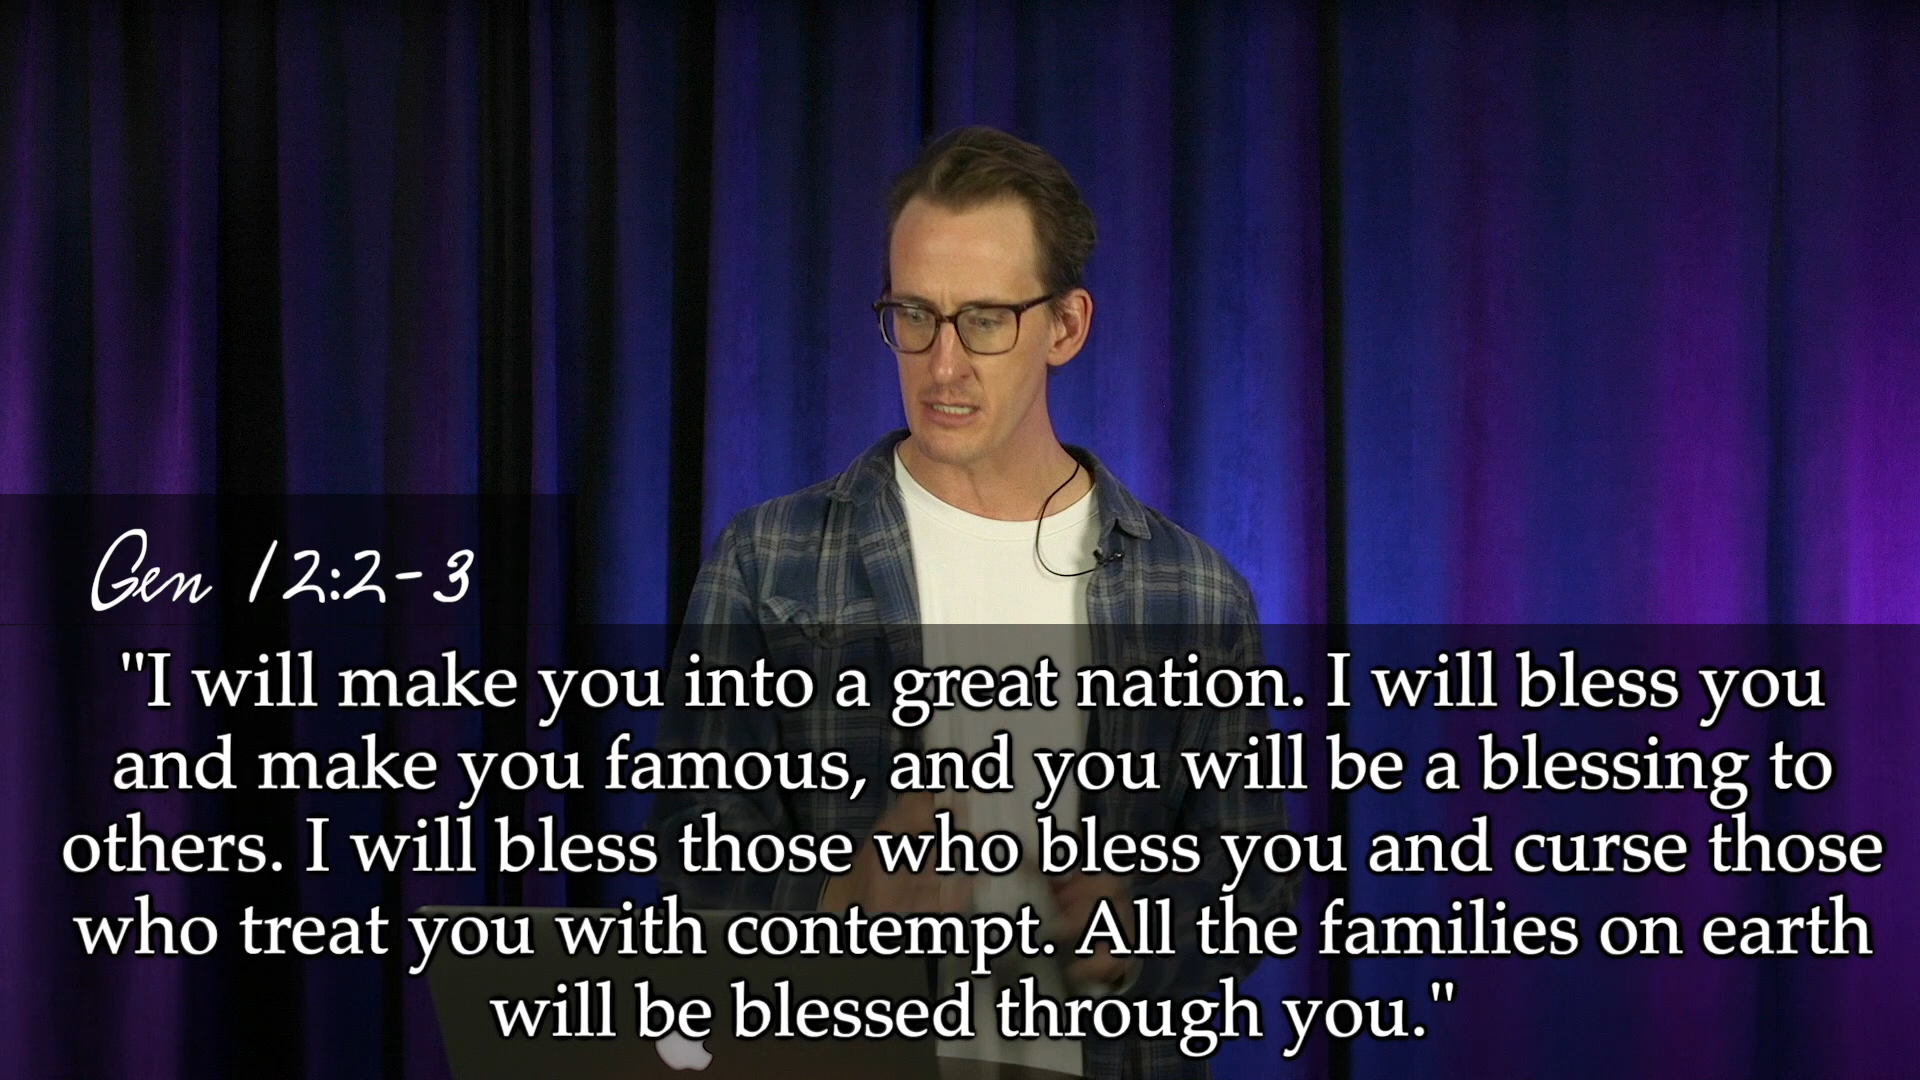 Gen 12:2-3
"I will make you into a great nation. I will bless you
and make you famous, and you will be a blessing to
others. I will bless those who bless you and curse those
who treat you with contempt. All the families on earth
will be blessed through you."